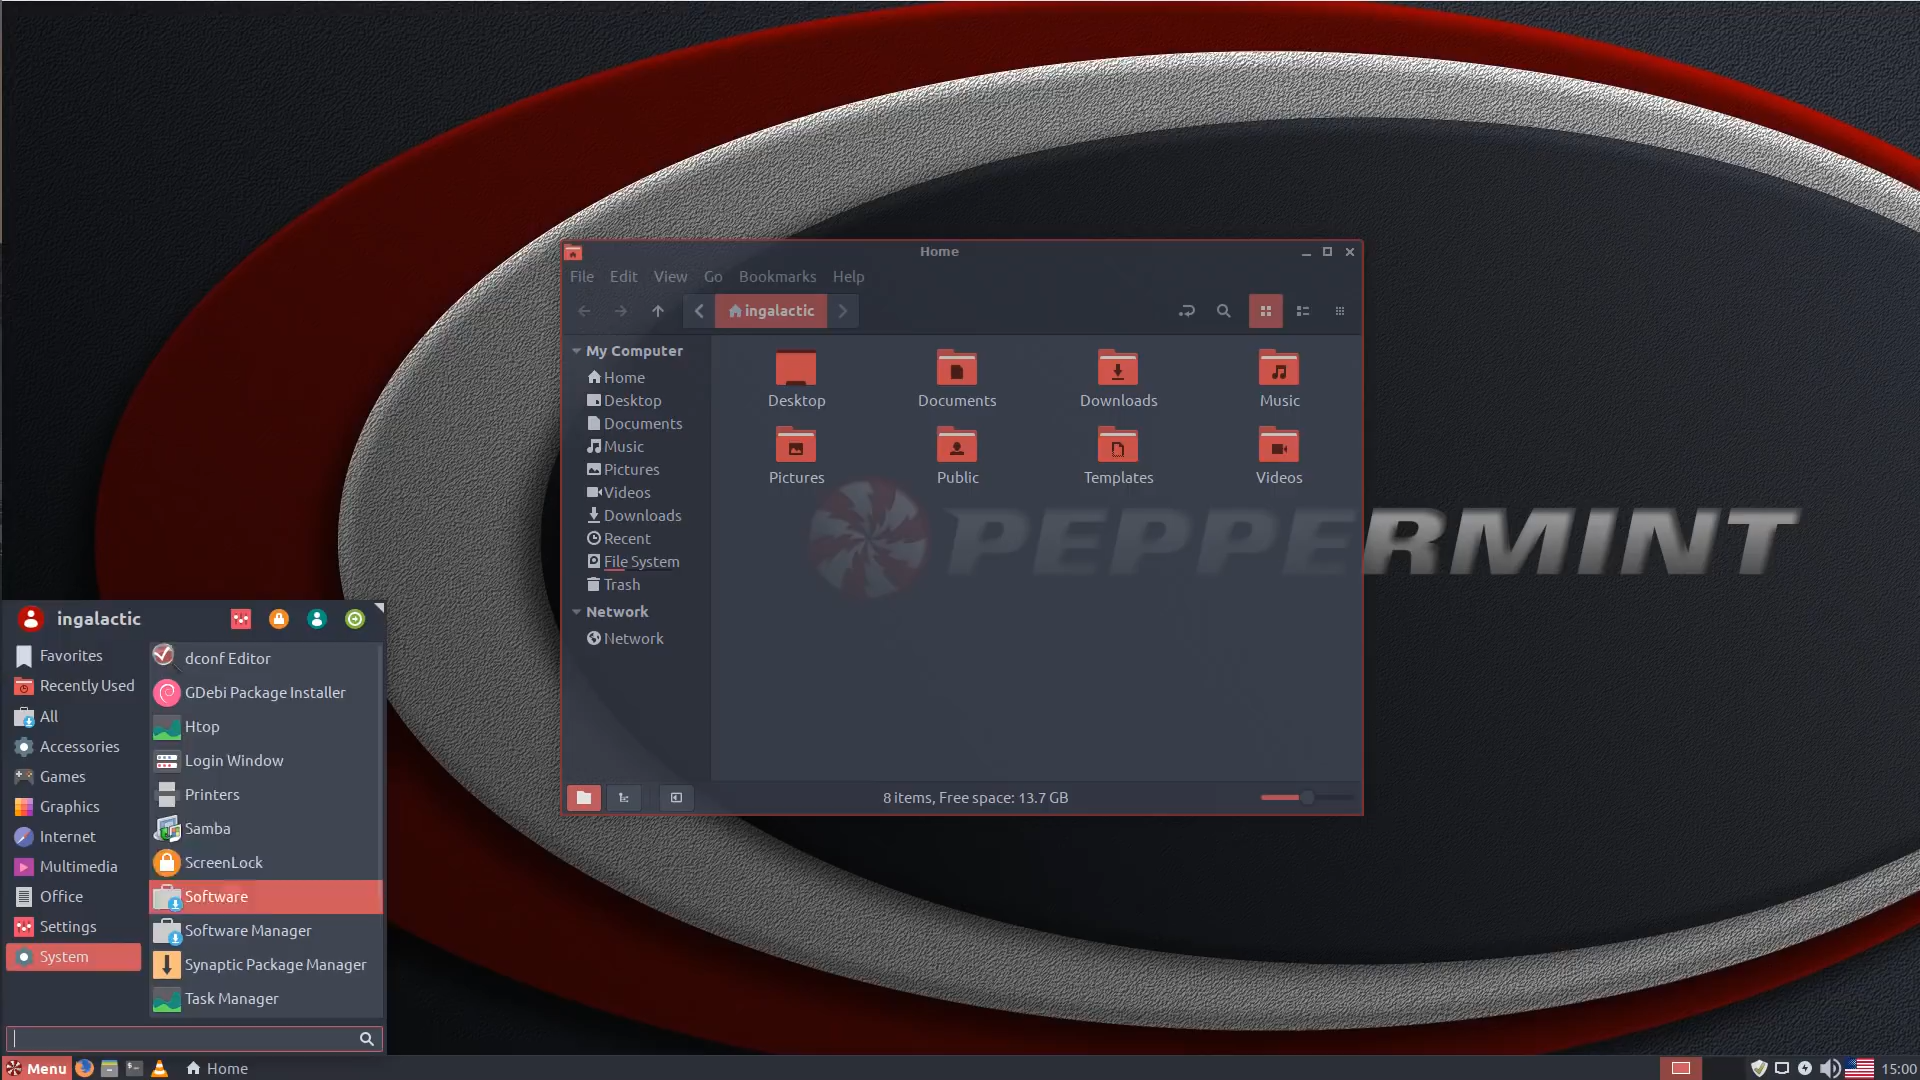 Home
File Edit View Go Bookmarks Help
ingalactic
My Computer
Home
Desktop
Documents
Music
Pictures
Videos
Downloads
Recent
File System
Trash
Network
Network
Desktop Documents Downloads Music
Pictures Public Templates Videos
PEPPERMINT
8 items, Free space: 13.7 GB
ingalactic
Favorites
Recently Used
All
Accessories
Games
Graphics
Internet
Multimedia
Office
Settings
System
dconf Editor
GDebi Package Installer
Htop
Login Window
Printers
Samba
ScreenLock
Software
Software Manager
Synaptic Package Manager
Task Manager
Menu Home 15:00